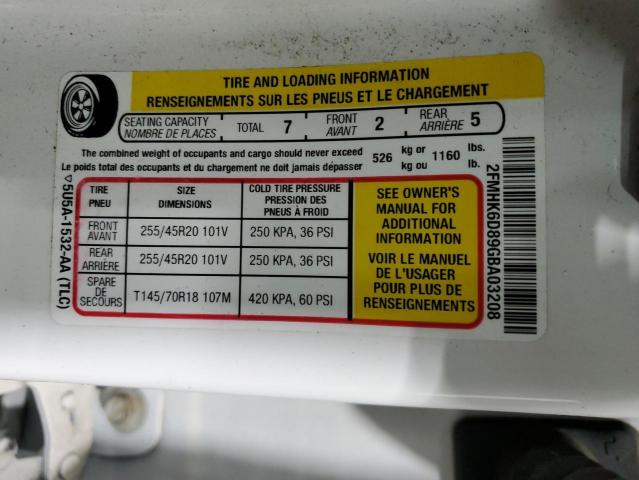 TIRE AND LOADING INFORMATION
RENSEIGNEMENTS SUR LES PNEUS ET LE CHARGEMENT
SEATING CAPACITY
NOMBRE DE PLACES
TOTAL 7
FRONT
AVANT 2
REAR
ARRIÈRE 5
The combined weight of occupants and cargo should never exceed 526 kg or 1160 lbs.
Le poids total des occupants et du chargement ne doit jamais dépasser kg ou lb.
TIRE
PNEU
SIZE
DIMENSIONS
COLD TIRE PRESSURE
PRESSION DES
PNEUS À FROID
FRONT
AVANT
255/45R20 101V
250 KPA, 36 PSI
REAR
ARRIÈRE
255/45R20 101V
250 KPA, 36 PSI
SPARE
DE
SECOURS
T145/70R18 107M
420 KPA, 60 PSI
SEE OWNER'S
MANUAL FOR
ADDITIONAL
INFORMATION
VOIR LE MANUEL
DE L'USAGER
POUR PLUS DE
RENSEIGNEMENTS
5U5A-1532-AA (TLC)
2FMHK6D89GBA03208